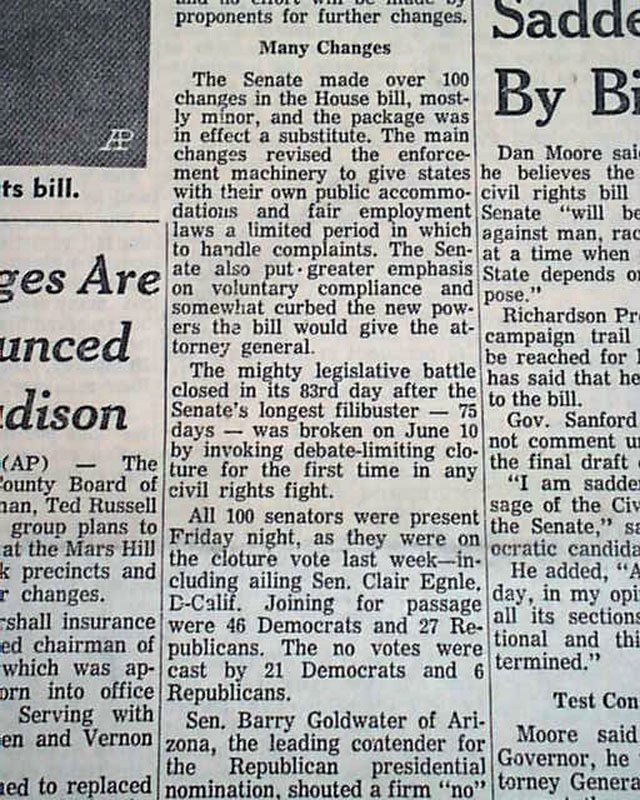 AP
ts bill.
ges Are
unced
dison
(AP) — The
County Board of
man, Ted Russell
group plans to
at the Mars Hill
k precincts and
r changes.
rshall insurance
ed chairman of
which was ap-
orn into office
Serving with
en and Vernon
ed to replaced
proponents for further changes.
Many Changes
The Senate made over 100
changes in the House bill, most-
ly minor, and the package was
in effect a substitute. The main
changes revised the enforce-
ment machinery to give states
with their own public accommo-
dations and fair employment
laws a limited period in which
to handle complaints. The Sen-
ate also put greater emphasis
on voluntary compliance and
somewhat curbed the new pow-
ers the bill would give the at-
torney general.
The mighty legislative battle
closed in its 83rd day after the
Senate's longest filibuster — 75
days — was broken on June 10
by invoking debate-limiting clo-
ture for the first time in any
civil rights fight.
All 100 senators were present
Friday night, as they were on
the cloture vote last week—in-
cluding ailing Sen. Clair Egnle,
D-Calif. Joining for passage
were 46 Democrats and 27 Re-
publicans. The no votes were
cast by 21 Democrats and 6
Republicans.
Sen. Barry Goldwater of Ari-
zona, the leading contender for
the Republican presidential
nomination, shouted a firm "no"
Sadde
By Bi
Dan Moore said
he believes the
civil rights bill
Senate "will be
against man, rac
at a time when
State depends on
pose."
Richardson Pre
campaign trail
be reached for
has said that he
to the bill.
Gov. Sanford
not comment un
the final draft
"I am sadden
sage of the Civ
the Senate," sa
ocratic candida
He added, "A
day, in my opin
all its sections
tional and thi
termined."
Test Con
Moore said
Governor, he
torney Genera